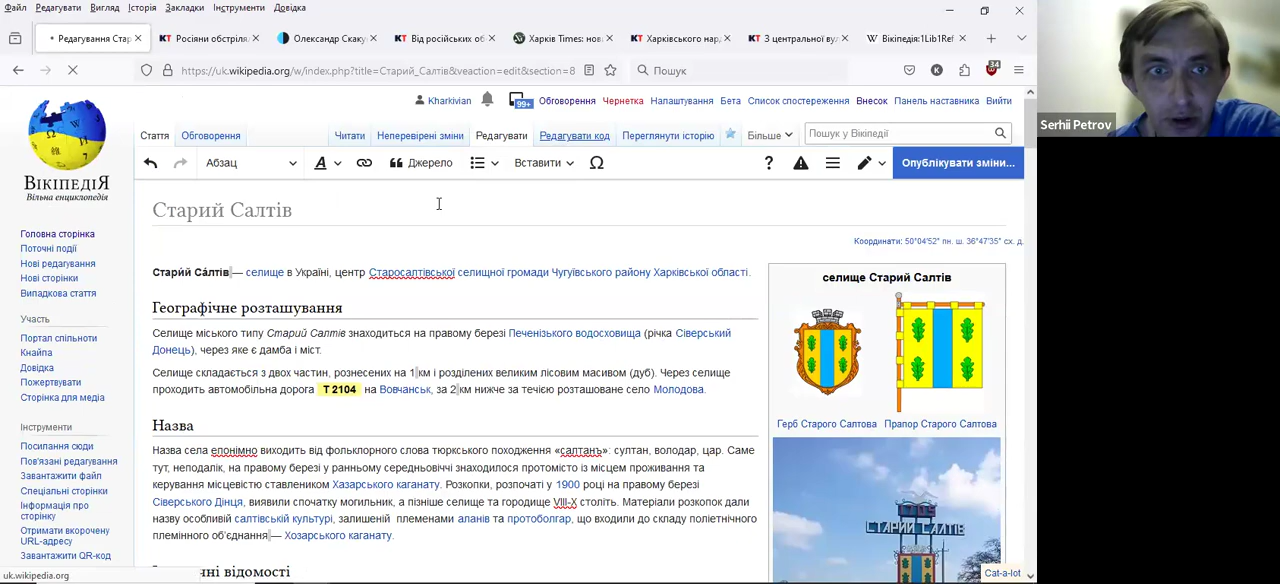 Файл Редагувати Вигляд Історія Закладки Інструменти Довідка
Редагування Стар
Росіяни обстріля
Олександр Скаку
Від російських об
Харків Times: нов
Харківського нар
З центральної ву
Вікіпедія:1Lib1Ref
https://uk.wikipedia.org/w/index.php?title=Старий_Салтів&veaction=edit&section=8
Пошук
34
Kharkivian 99+ Обговорення Чернетка Налаштування Бета Список спостереження Внесок Панель наставника Вийти
Стаття Обговорення Читати Неперевірені зміни Редагувати Редагувати код Переглянути історію Більше Пошук у Вікіпедії
Абзац A Джерело Вставити Ω ? Опублікувати зміни...
ВІКІПЕДІЯ
Вільна енциклопедія
Головна сторінка
Поточні події
Нові редагування
Нові сторінки
Випадкова стаття
Участь
Портал спільноти
Кнайпа
Довідка
Пожертвувати
Сторінка для медіа
Інструменти
Посилання сюди
Пов'язані редагування
Завантажити файл
Спеціальні сторінки
Інформація про
сторінку
Отримати вкорочену
URL-адресу
Завантажити QR-код
uk.wikipedia.org
Старий Салтів
Координати: 50°04′52″ пн. ш. 36°47′35″ сх. д.
Стари́й Са́лтів — селище в Україні, центр Старосалтівської селищної громади Чугуївського району Харківської області.
Географічне розташування
Селище міського типу Старий Салтів знаходиться на правому березі Печенізького водосховища (річка Сіверський
Донець), через яке є дамба і міст.
Селище складається з двох частин, рознесених на 1 км і розділених великим лісовим масивом (дуб). Через селище
проходить автомобільна дорога Т 2104 на Вовчанськ, за 2 км нижче за течією розташоване село Молодова.
Назва
Назва села епонімно виходить від фольклорного слова тюркського походження «салтанъ»: султан, володар, цар. Саме
тут, неподалік, на правому березі у ранньому середньовіччі знаходилося протомісто із місцем проживання та
керування місцевістю ставлеником Хазарського каганату. Розкопки, розпочаті у 1900 році на правому березі
Сіверського Дінця, виявили спочатку могильник, а пізніше селище та городище VIII-X століть. Матеріали розкопок дали
назву особливій салтівській культурі, залишеній племенами аланів та протоболгар, що входили до складу поліетнічного
племінного об'єднання — Хозарського каганату.
селище Старий Салтів
Герб Старого Салтова Прапор Старого Салтова
СТАРИЙ САЛТІВ
Cat-a-lot
Serhii Petrov